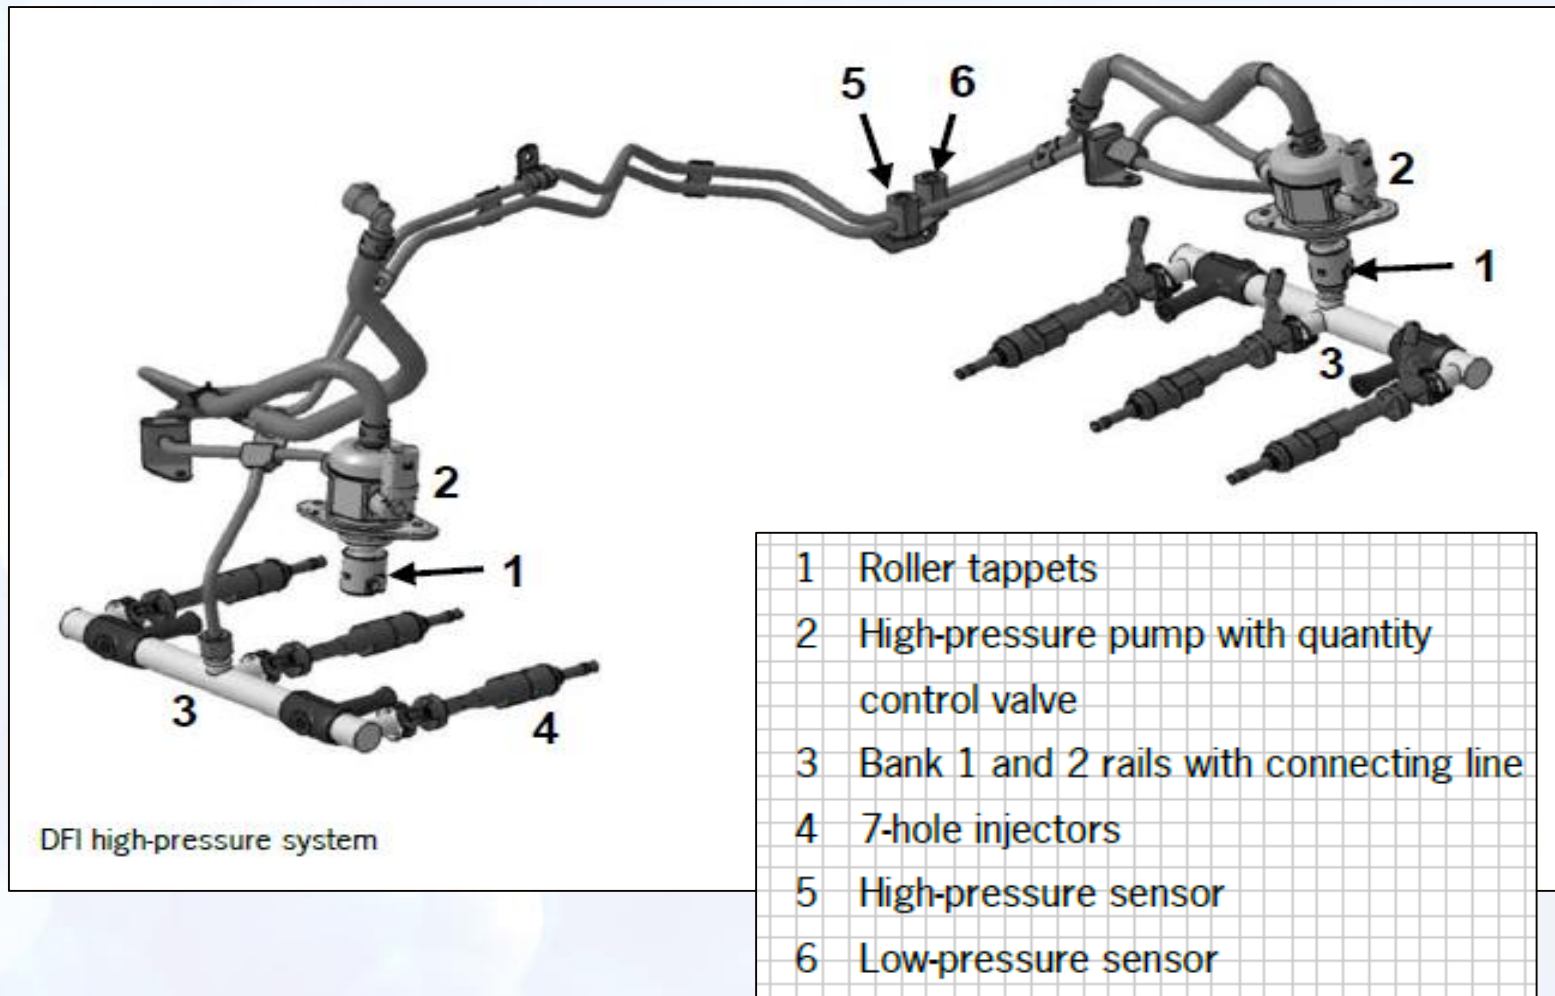 5 6
2
1
3
2
1
3
4
DFI high-pressure system
1 Roller tappets
2 High-pressure pump with quantity
control valve
3 Bank 1 and 2 rails with connecting line
4 7-hole injectors
5 High-pressure sensor
6 Low-pressure sensor